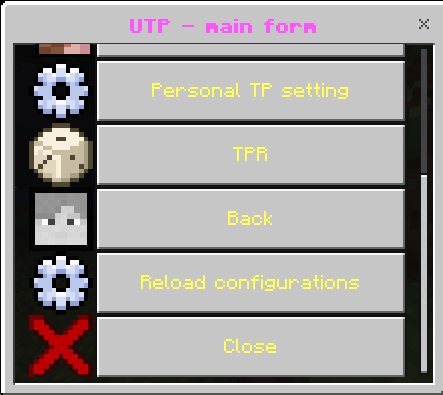 UTP - main form
Personal TP setting
TPR
Back
Reload configurations
Close